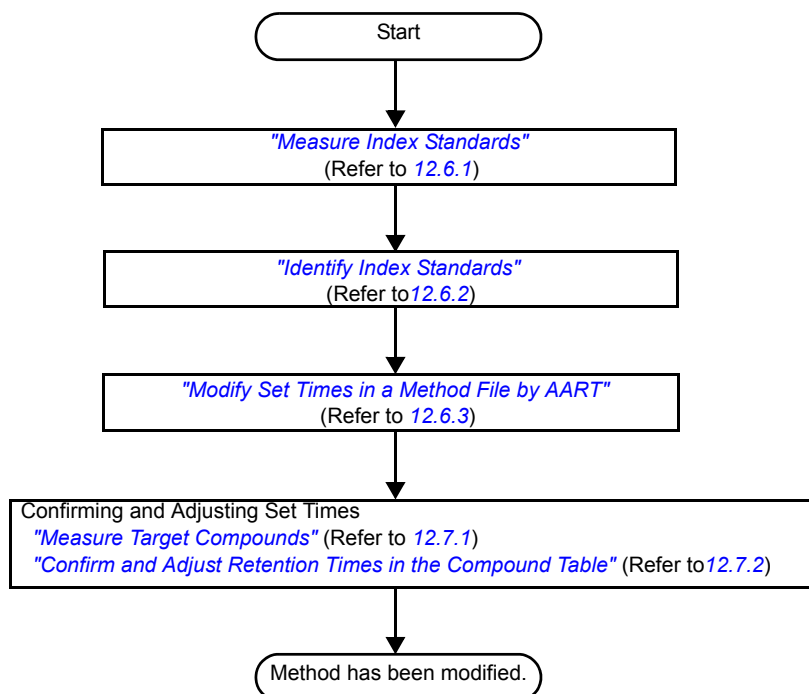 Start
"Measure Index Standards"
(Refer to 12.6.1)
"Identify Index Standards"
(Refer to12.6.2)
"Modify Set Times in a Method File by AART"
(Refer to 12.6.3)
Confirming and Adjusting Set Times
"Measure Target Compounds" (Refer to 12.7.1)
"Confirm and Adjust Retention Times in the Compound Table" (Refer to12.7.2)
Method has been modified.